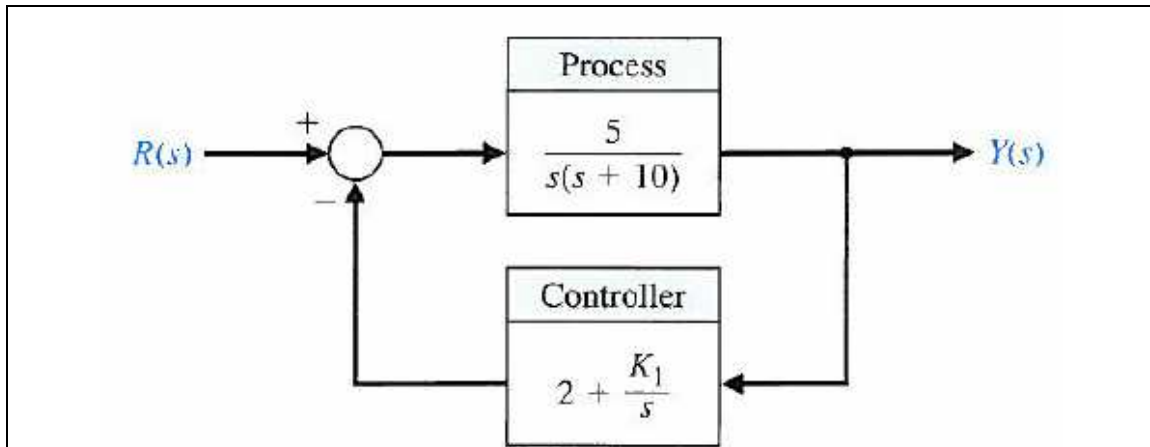 Process
+
R(s)
5
s(s + 10)
Y(s)
−
Controller
2 + K₁
s